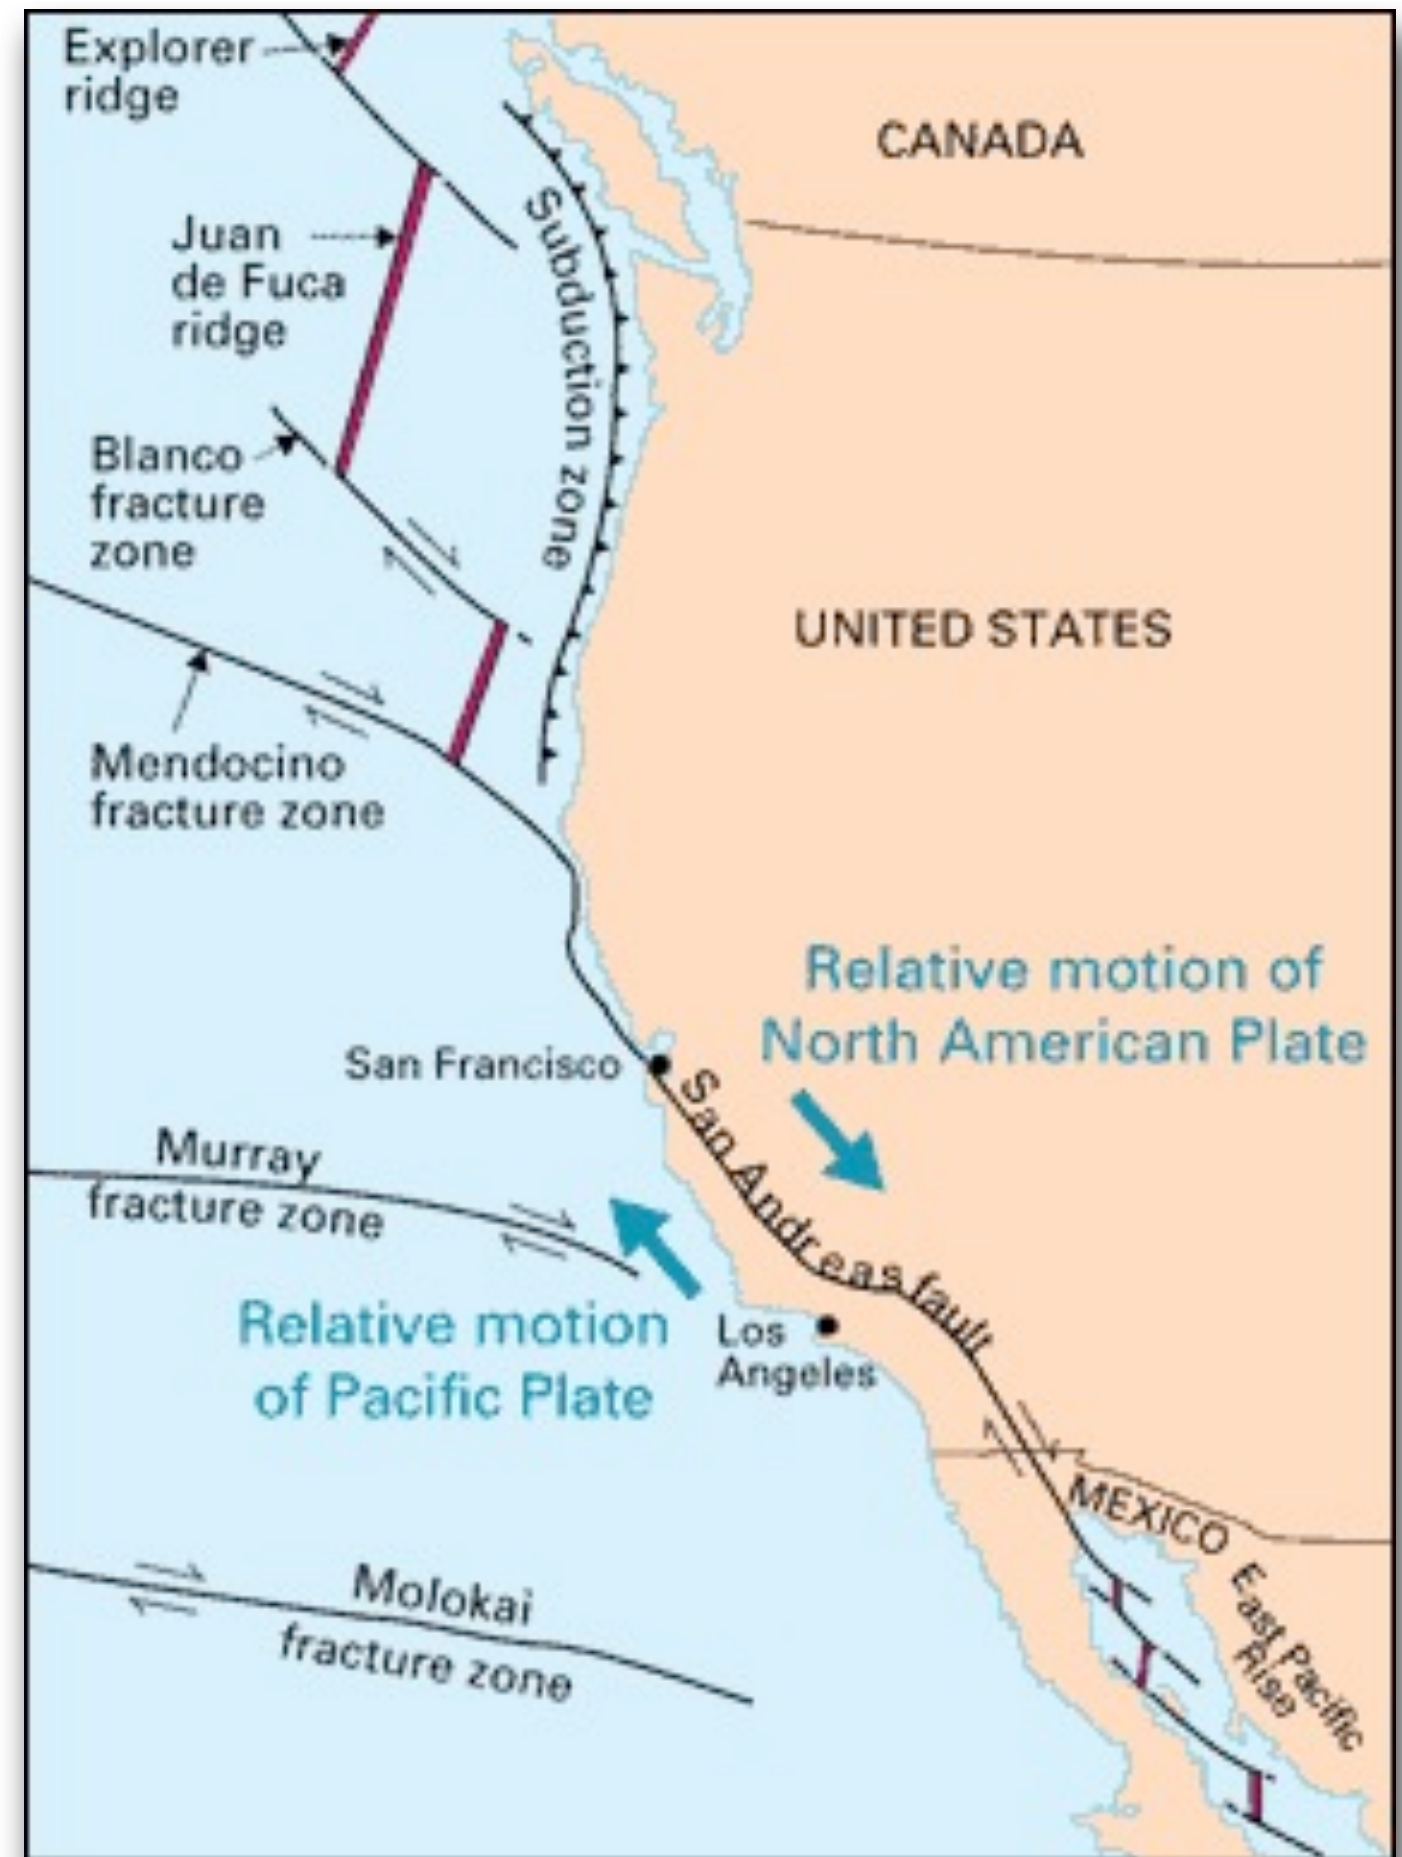 Explorer
ridge
CANADA
Juan
de Fuca
ridge
Subduction zone
Blanco
fracture
zone
UNITED STATES
Mendocino
fracture zone
Relative motion of
North American Plate
San Francisco
San Andreas fault
Murray
fracture zone
Relative motion
of Pacific Plate
Los
Angeles
MEXICO
East Pacific
Rise
Molokai
fracture zone